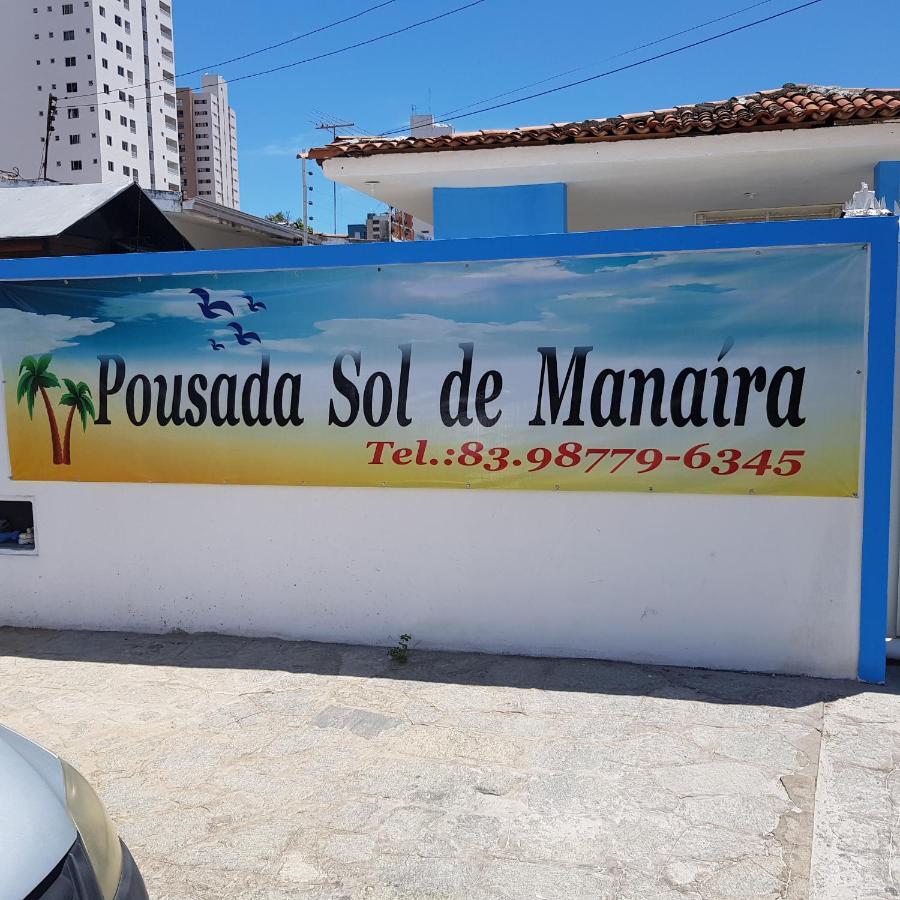 Pousada Sol de Manaíra
Tel.:83.98779-6345